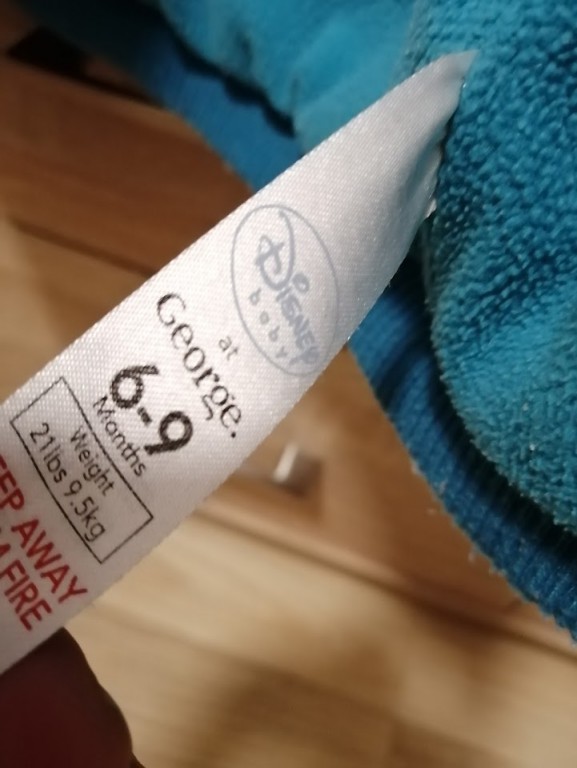 Disney
baby
at
George.
6-9
Months
Weight
21lbs 9.5kg
EP AWAY
M FIRE